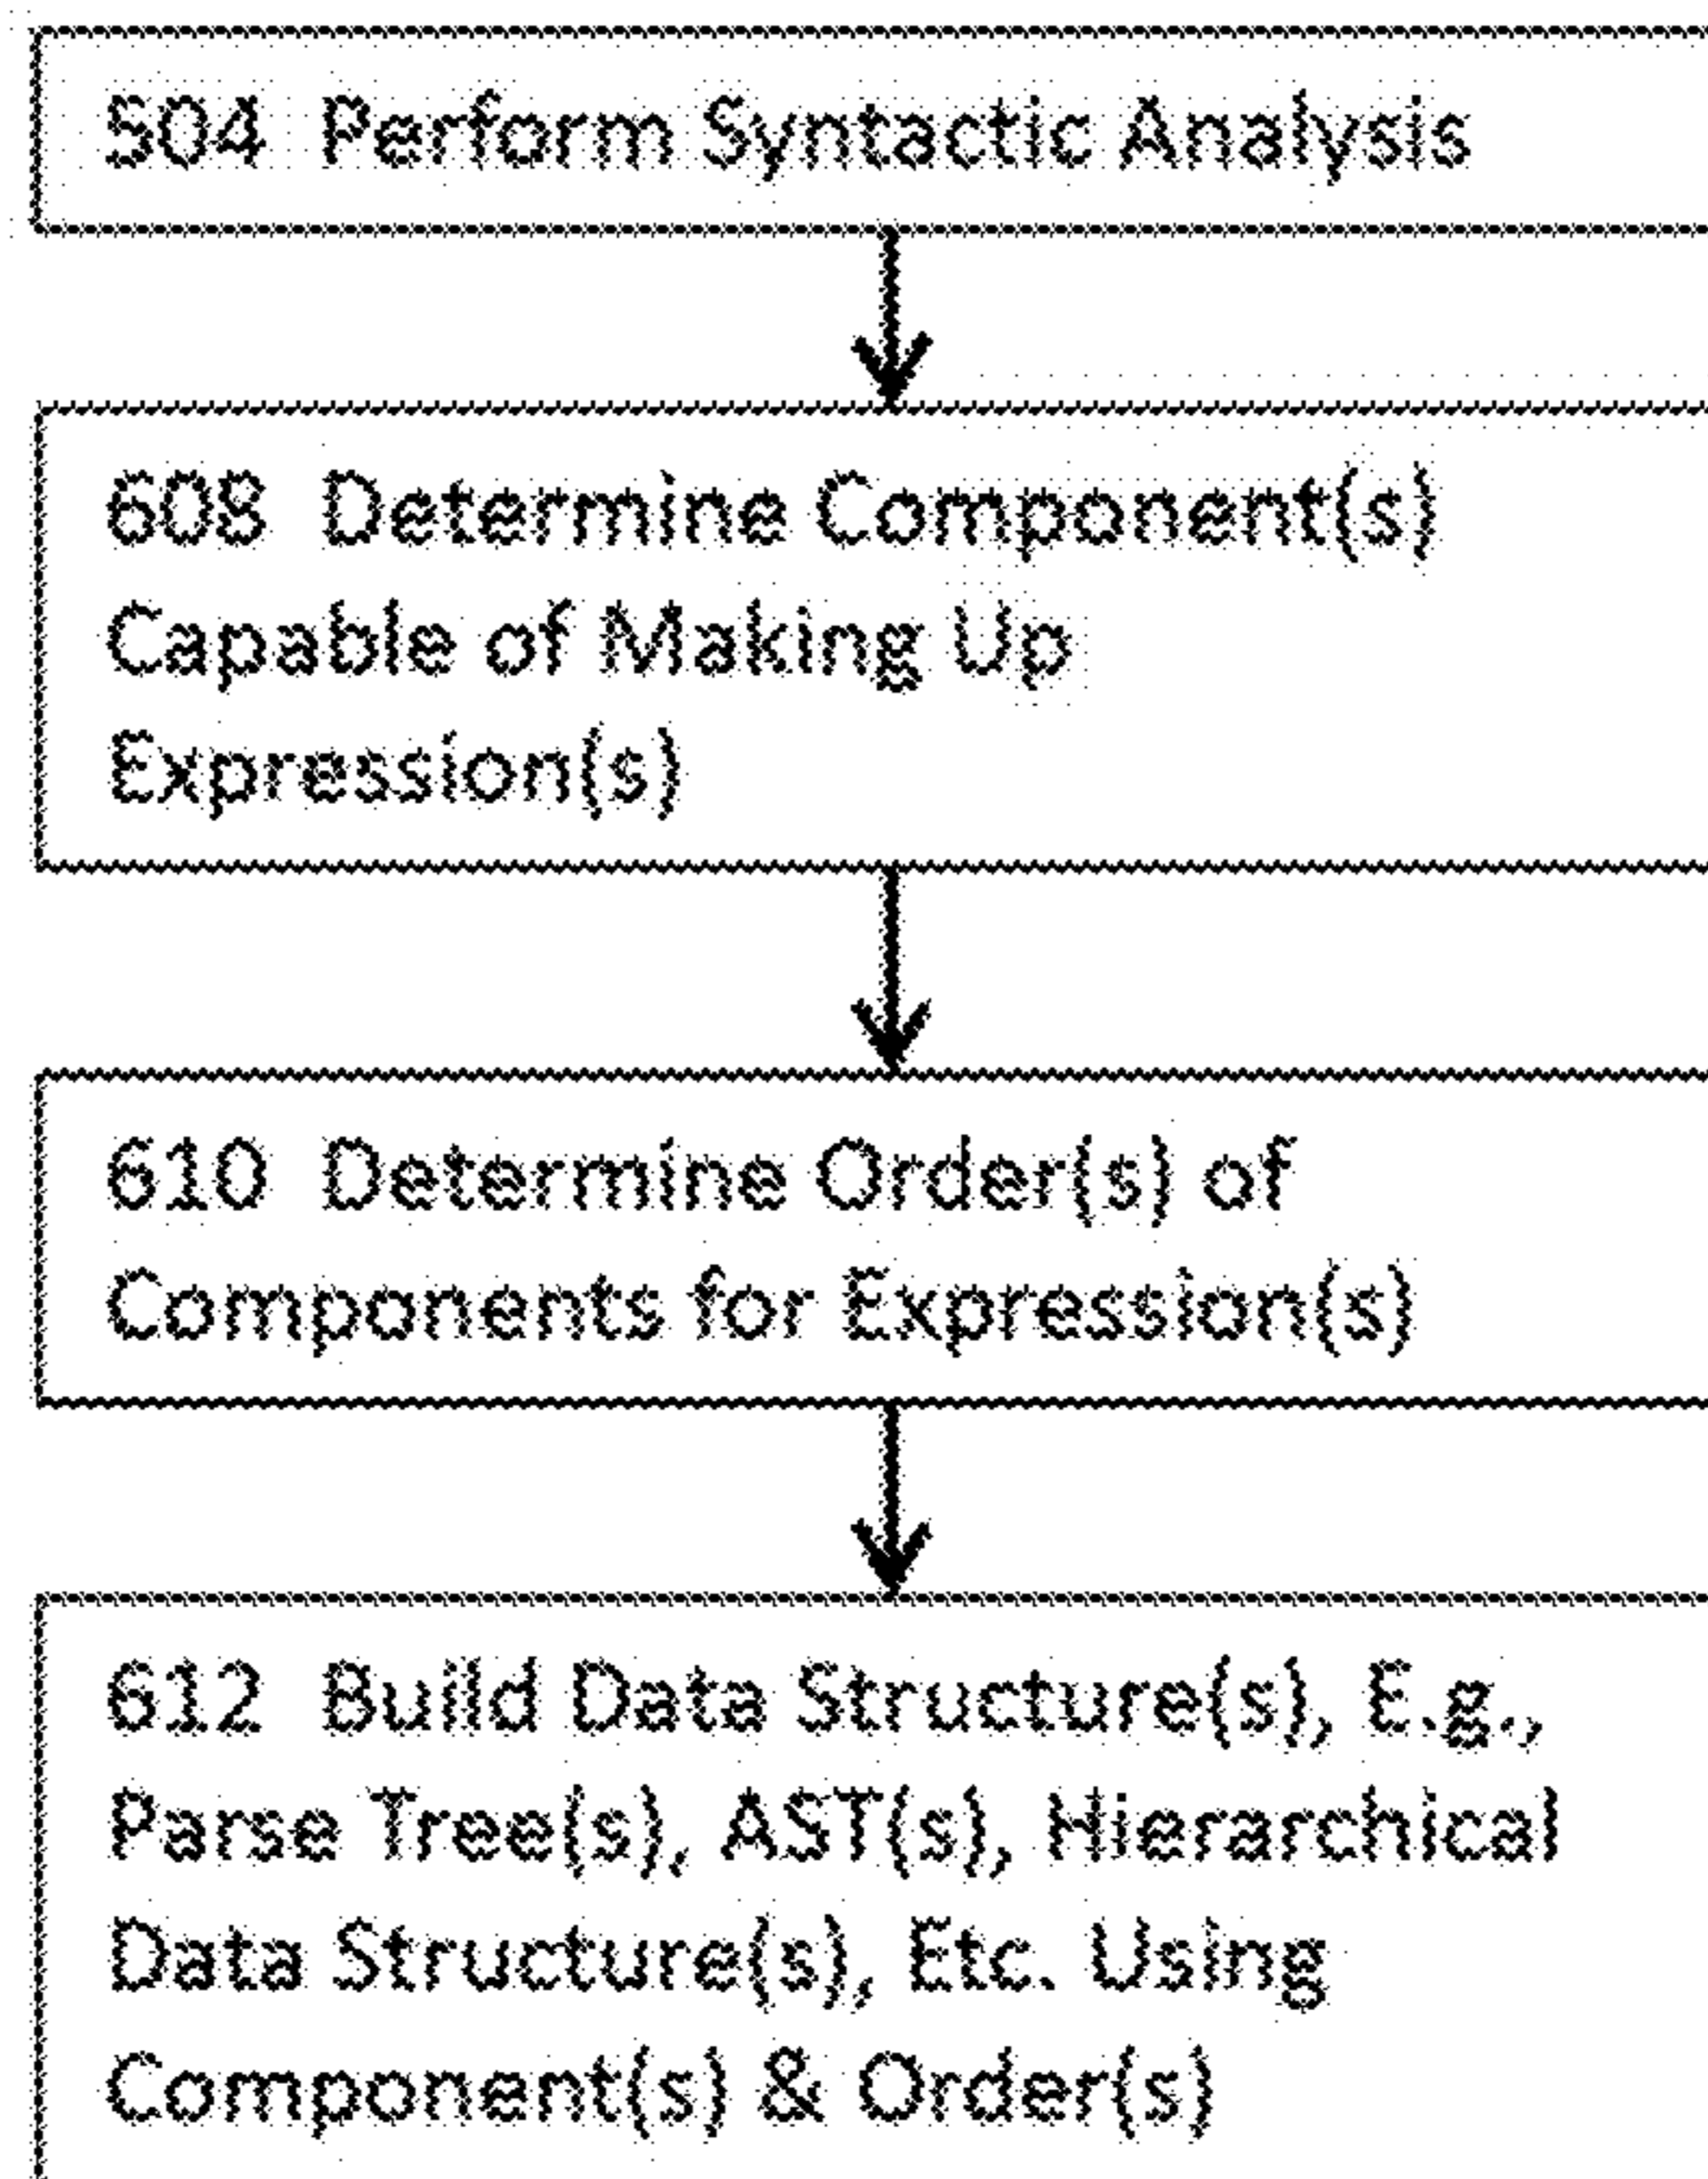 504 Perform Syntactic Analysis
608 Determine Component(s)
Capable of Making Up
Expression(s)
610 Determine Order(s) of
Components for Expression(s)
612 Build Data Structure(s), E.g.,
Parse Tree(s), AST(s), Hierarchical
Data Structure(s), Etc. Using
Component(s) & Order(s)